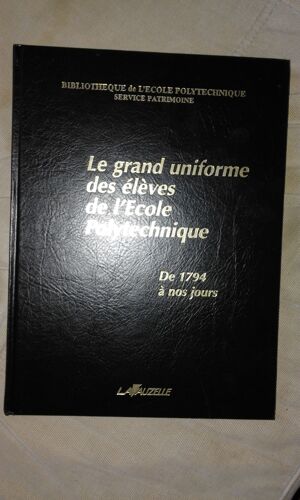 BIBLIOTHEQUE de L'ECOLE POLYTECHNIQUE
SERVICE PATRIMOINE
Le grand uniforme
des élèves
de l'Ecole
Polytechnique
De 1794
à nos jours
LAVAUZELLE